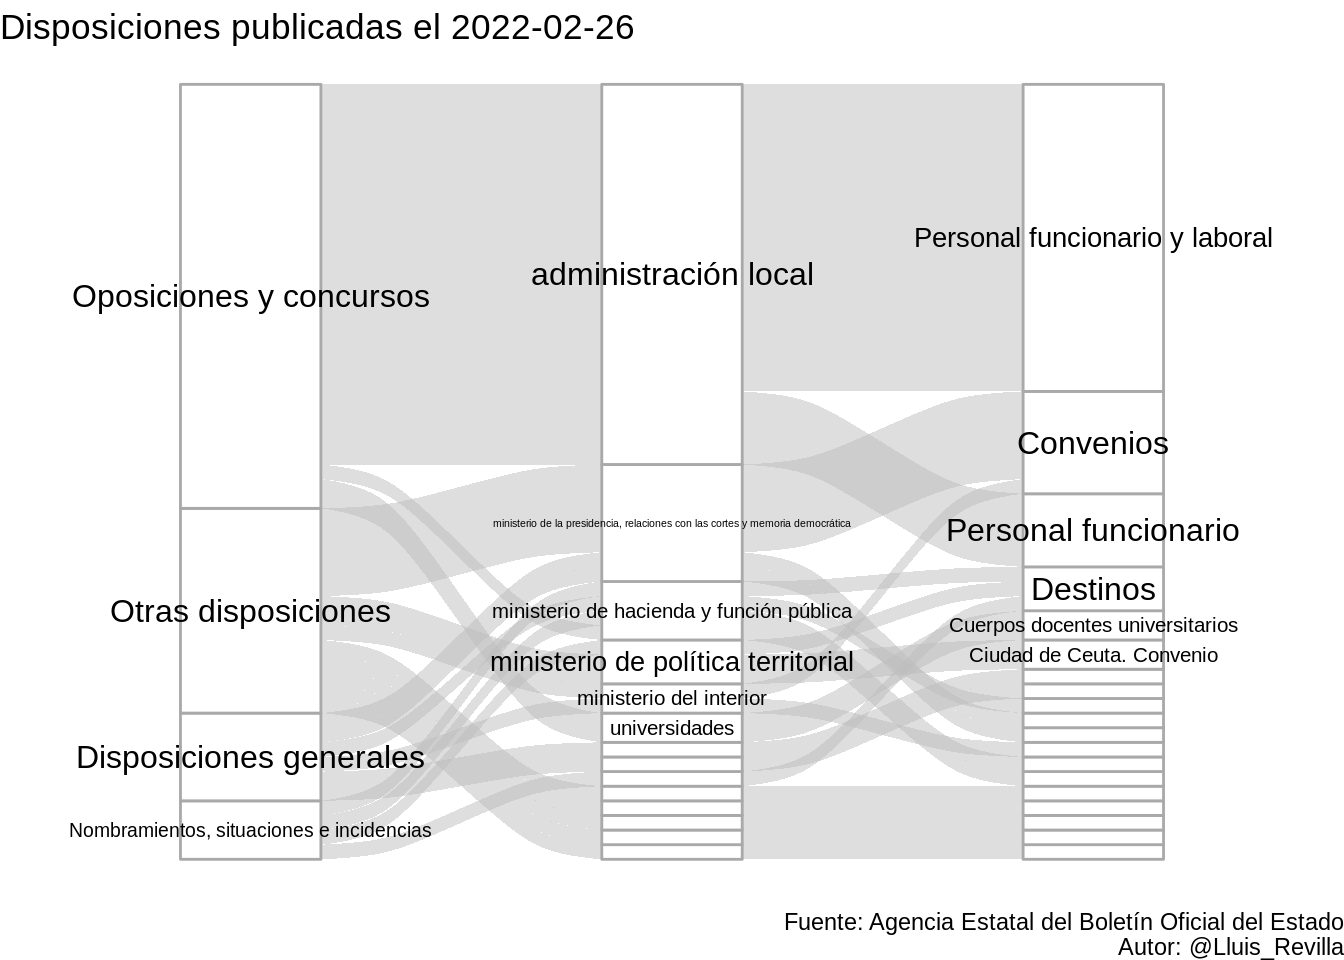 Disposiciones publicadas el 2022-02-26
Oposiciones y concursos
Otras disposiciones
Disposiciones generales
Nombramientos, situaciones e incidencias
administración local
ministerio de la presidencia, relaciones con las cortes y memoria democrática
ministerio de hacienda y función pública
ministerio de política territorial
ministerio del interior
universidades
Personal funcionario y laboral
Convenios
Personal funcionario
Destinos
Cuerpos docentes universitarios
Ciudad de Ceuta. Convenio
Fuente: Agencia Estatal del Boletín Oficial del Estado
Autor: @Lluis_Revilla